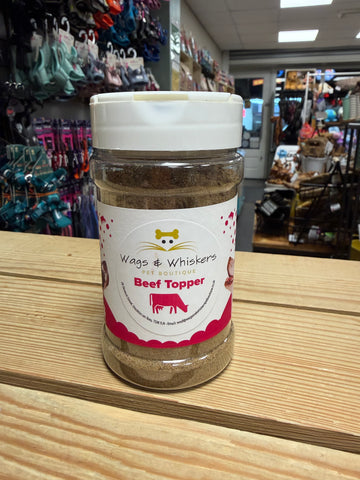 Wags & Whiskers
PET BOUTIQUE
Beef Topper